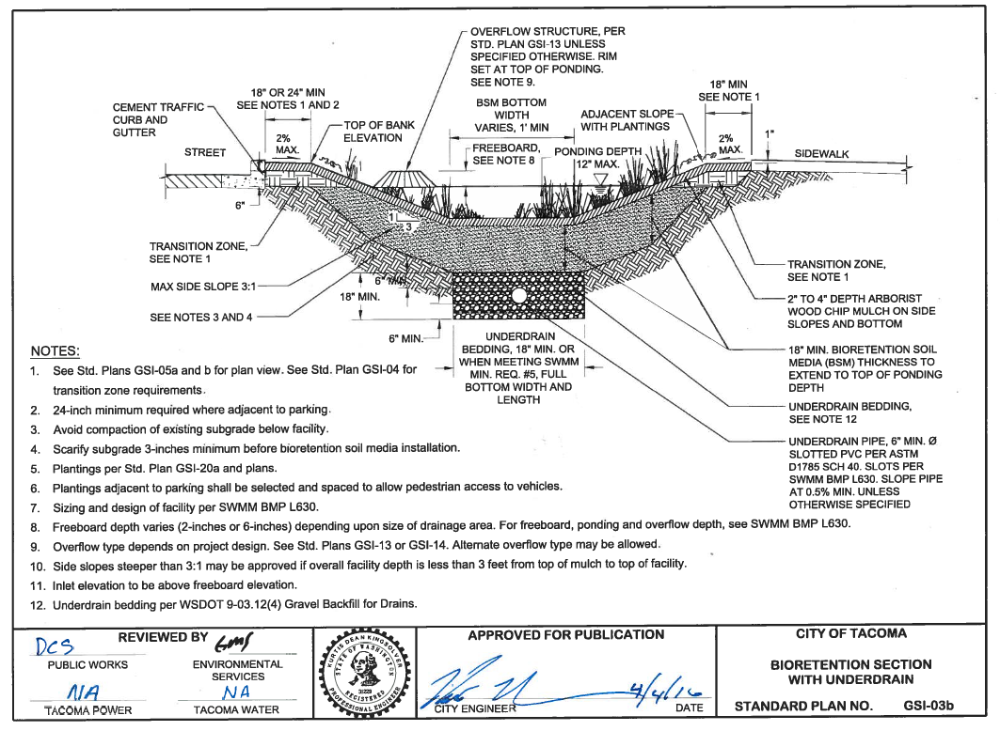 OVERFLOW STRUCTURE, PER
STD. PLAN GSI-13 UNLESS
SPECIFIED OTHERWISE. RIM
SET AT TOP OF PONDING.
SEE NOTE 9.
18" OR 24" MIN
SEE NOTES 1 AND 2
CEMENT TRAFFIC
CURB AND
GUTTER
STREET
2%
MAX.
TOP OF BANK
ELEVATION
BSM BOTTOM
WIDTH
VARIES, 1' MIN
FREEBOARD,
SEE NOTE 8
PONDING DEPTH
12" MAX.
ADJACENT SLOPE
WITH PLANTINGS
18" MIN
SEE NOTE 1
2%
MAX.
1"
SIDEWALK
6"
1
3
TRANSITION ZONE,
SEE NOTE 1
MAX SIDE SLOPE 3:1
SEE NOTES 3 AND 4
6" MIN.
18" MIN.
6" MIN.
UNDERDRAIN
BEDDING, 18" MIN. OR
WHEN MEETING SWMM
MIN. REQ. #5, FULL
BOTTOM WIDTH AND
LENGTH
TRANSITION ZONE,
SEE NOTE 1
2" TO 4" DEPTH ARBORIST
WOOD CHIP MULCH ON SIDE
SLOPES AND BOTTOM
18" MIN. BIORETENTION SOIL
MEDIA (BSM) THICKNESS TO
EXTEND TO TOP OF PONDING
DEPTH
UNDERDRAIN BEDDING,
SEE NOTE 12
UNDERDRAIN PIPE, 6" MIN. Ø
SLOTTED PVC PER ASTM
D1785 SCH 40. SLOTS PER
SWMM BMP L630. SLOPE PIPE
AT 0.5% MIN. UNLESS
OTHERWISE SPECIFIED
NOTES:
1. See Std. Plans GSI-05a and b for plan view. See Std. Plan GSI-04 for
transition zone requirements.
2. 24-inch minimum required where adjacent to parking.
3. Avoid compaction of existing subgrade below facility.
4. Scarify subgrade 3-inches minimum before bioretention soil media installation.
5. Plantings per Std. Plan GSI-20a and plans.
6. Plantings adjacent to parking shall be selected and spaced to allow pedestrian access to vehicles.
7. Sizing and design of facility per SWMM BMP L630.
8. Freeboard depth varies (2-inches or 6-inches) depending upon size of drainage area. For freeboard, ponding and overflow depth, see SWMM BMP L630.
9. Overflow type depends on project design. See Std. Plans GSI-13 or GSI-14. Alternate overflow type may be allowed.
10. Side slopes steeper than 3:1 may be approved if overall facility depth is less than 3 feet from top of mulch to top of facility.
11. Inlet elevation to be above freeboard elevation.
12. Underdrain bedding per WSDOT 9-03.12(4) Gravel Backfill for Drains.
REVIEWED BY
DCS
PUBLIC WORKS
ENVIRONMENTAL
SERVICES
NA
TACOMA POWER
NA
TACOMA WATER
KURTIS DEAN KINGSOLVER
STATE OF WASHINGTON
REGISTERED
PROFESSIONAL ENGINEER
APPROVED FOR PUBLICATION
4/4/16
CITY ENGINEER
DATE
CITY OF TACOMA
BIORETENTION SECTION
WITH UNDERDRAIN
STANDARD PLAN NO. GSI-03b